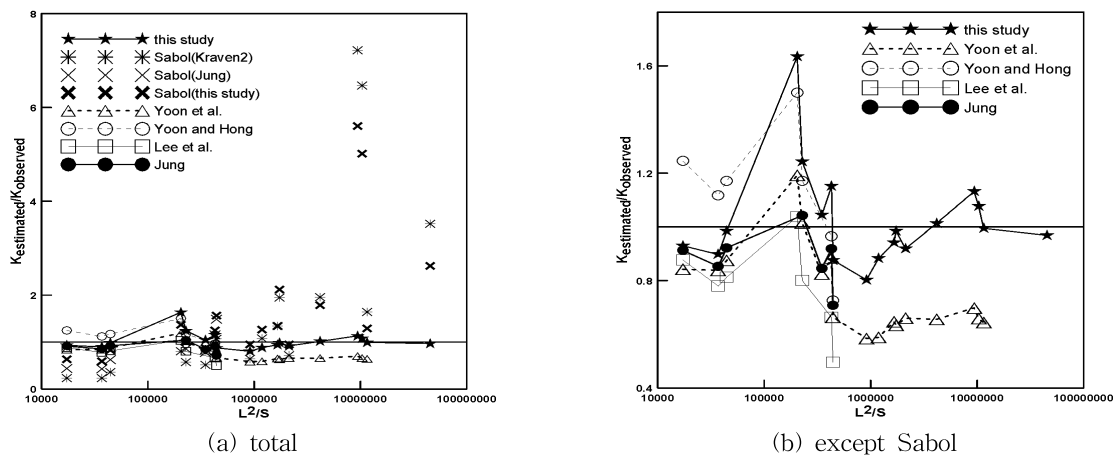 8
6
4
2
0
10000
100000
1000000
10000000
100000000
Kestimated/Kobserved
L2/S
this study
Sabol(Kraven2)
Sabol(Jung)
Sabol(this study)
Yoon et al.
Yoon and Hong
Lee et al.
Jung
(a) total
1.6
1.2
0.8
0.4
10000
100000
1000000
10000000
100000000
Kestimated/Kobserved
L2/S
this study
Yoon et al.
Yoon and Hong
Lee et al.
Jung
(b) except Sabol